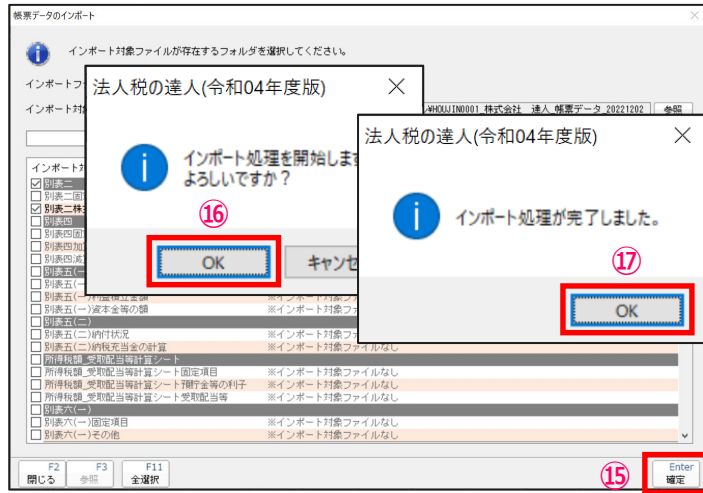 帳票データのインポート
インポート対象ファイルが存在するフォルダを選択してください。
インポートフ
インポート対
¥HOUJIN0001_株式会社 達人_帳票データ_20221202 参照
法人税の達人(令和04年度版)
インポート処理を開始しま
よろしいですか？
⑯
OK
キャンセ
法人税の達人(令和04年度版)
インポート処理が完了しました。
⑰
OK
インポート対
別表二
別表二固
別表二株
別表四
別表四固
別表四加
別表四減
別表五(一
別表五(一
別表五(一)利益積立金額 ※インポート対象ファ
別表五(一)資本金等の額 ※インポート対象ファ
別表五(二)
別表五(二)納付状況 ※インポート対象ファ
別表五(二)納税充当金の計算 ※インポート対象ファイルなし
所得税額_受取配当等計算シート
所得税額_受取配当等計算シート固定項目 ※インポート対象ファイルなし
所得税額_受取配当等計算シート預貯金等の利子 ※インポート対象ファイルなし
所得税額_受取配当等計算シート受取配当等 ※インポート対象ファイルなし
別表六(一)
別表六(一)固定項目 ※インポート対象ファイルなし
別表六(一)その他 ※インポート対象ファイルなし
F2 F3 F11 ⑮ Enter
閉じる 参照 全選択 確定